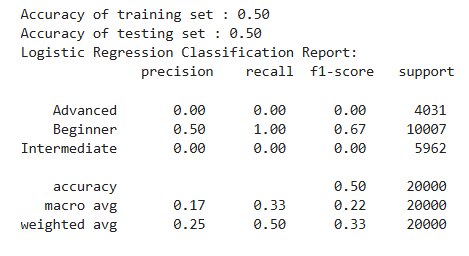 Accuracy of training set : 0.50
Accuracy of testing set : 0.50
Logistic Regression Classification Report:
precision recall f1-score support
Advanced 0.00 0.00 0.00 4031
Beginner 0.50 1.00 0.67 10007
Intermediate 0.00 0.00 0.00 5962
accuracy 0.50 20000
macro avg 0.17 0.33 0.22 20000
weighted avg 0.25 0.50 0.33 20000